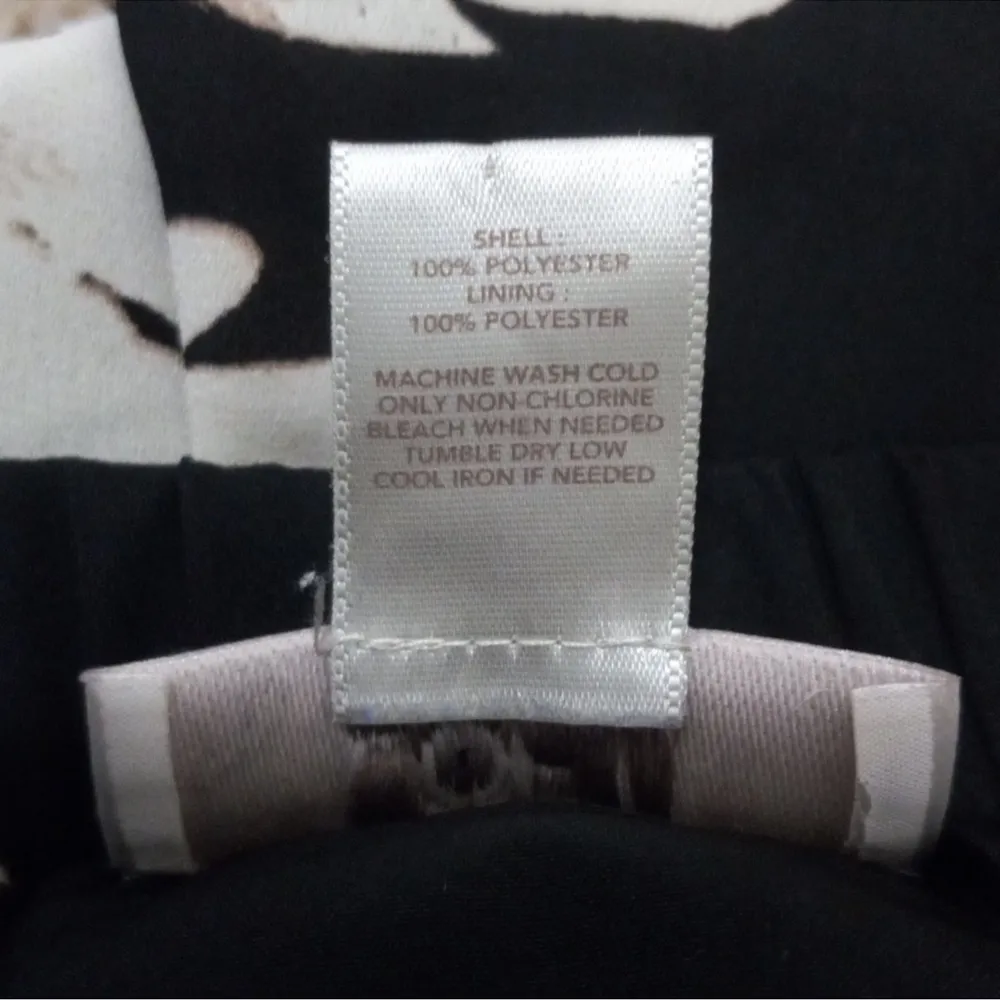 SHELL :
100% POLYESTER
LINING :
100% POLYESTER
MACHINE WASH COLD
ONLY NON-CHLORINE
BLEACH WHEN NEEDED
TUMBLE DRY LOW
COOL IRON IF NEEDED